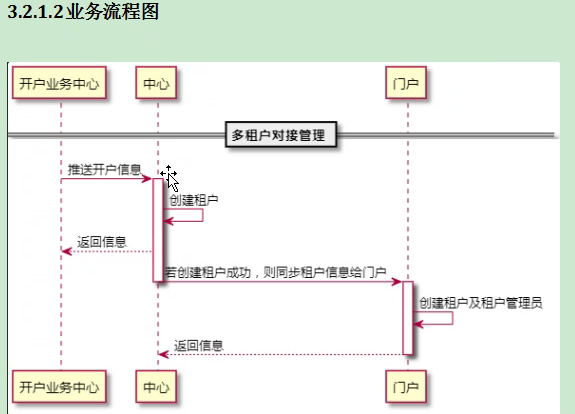 3.2.1.2业务流程图
开户业务中心 中心 门户
多租户对接管理
推送开户信息
创建租户
返回信息
若创建租户成功，则同步租户信息给门户
创建租户及租户管理员
返回信息
开户业务中心 中心 门户